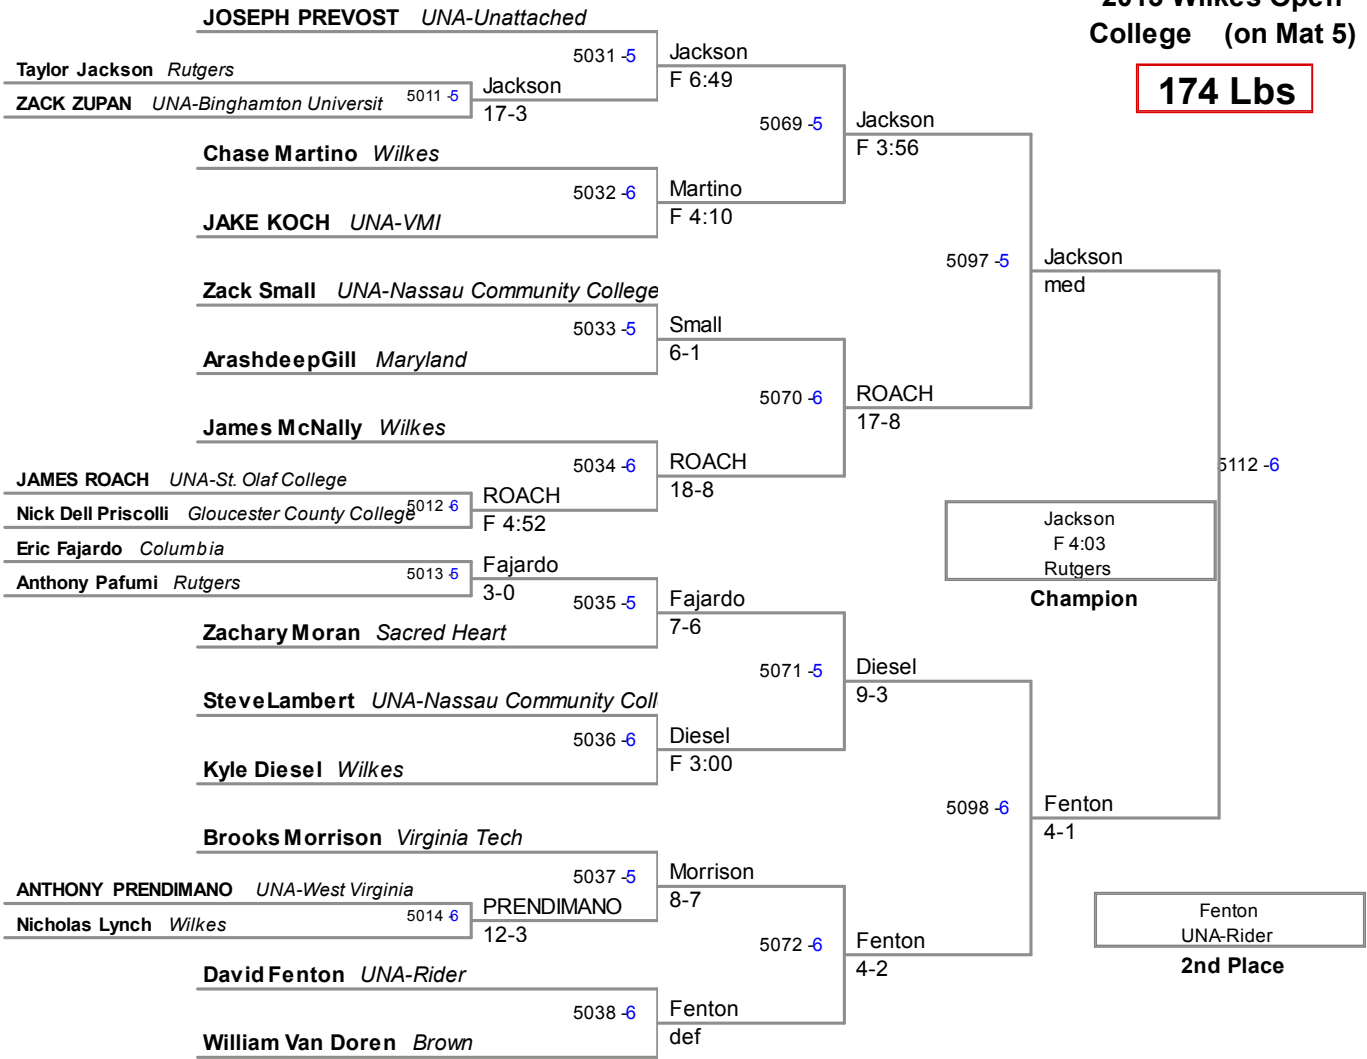 JOSEPH PREVOST UNA-Unattached
College (on Mat 5)
174 Lbs
5031 -5
Jackson
F 6:49
Taylor Jackson Rutgers
ZACK ZUPAN UNA-Binghamton Universit
5011 -5
Jackson
17-3
5069 -5
Jackson
F 3:56
Chase Martino Wilkes
5032 -6
Martino
F 4:10
JAKE KOCH UNA-VMI
5097 -5
Jackson
med
Zack Small UNA-Nassau Community College
5033 -5
Small
6-1
ArashdeepGill Maryland
5070 -6
ROACH
17-8
James McNally Wilkes
5034 -6
ROACH
18-8
5112 -6
JAMES ROACH UNA-St. Olaf College
Nick Dell Priscolli Gloucester County College
5012 -6
ROACH
F 4:52
Jackson
F 4:03
Rutgers
Champion
Eric Fajardo Columbia
Anthony Pafumi Rutgers
5013 -5
Fajardo
3-0
5035 -5
Fajardo
7-6
Zachary Moran Sacred Heart
5071 -5
Diesel
9-3
Steve Lambert UNA-Nassau Community Coll
5036 -6
Diesel
F 3:00
Kyle Diesel Wilkes
5098 -6
Fenton
4-1
Brooks Morrison Virginia Tech
5037 -5
Morrison
8-7
ANTHONY PRENDIMANO UNA-West Virginia
Nicholas Lynch Wilkes
5014 -6
PRENDIMANO
12-3
Fenton
UNA-Rider
2nd Place
5072 -6
Fenton
4-2
David Fenton UNA-Rider
5038 -6
Fenton
def
William Van Doren Brown